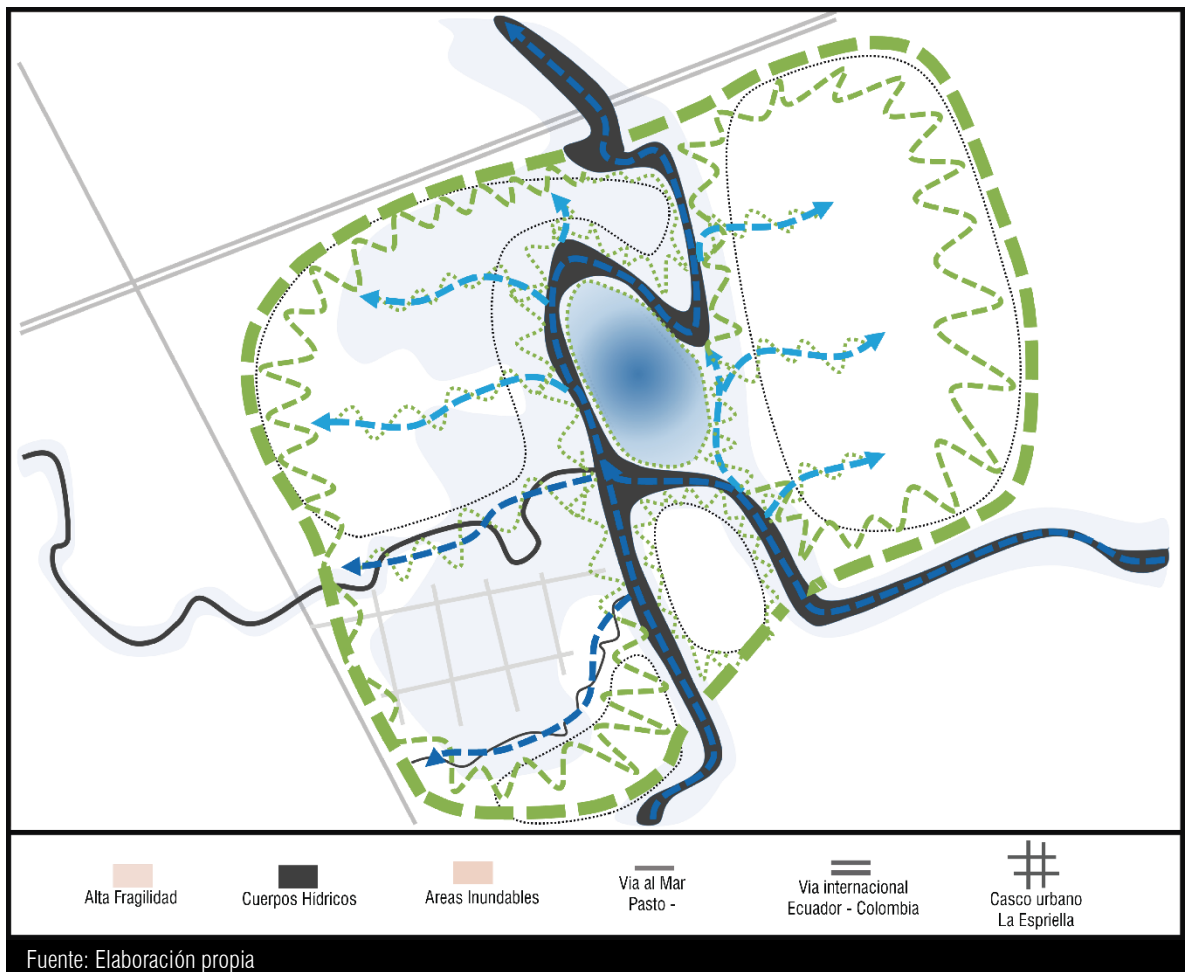 Alta Fragilidad
Cuerpos Hidricos
Areas Inundables
Via al Mar
Pasto -
Via internacional
Ecuador - Colombia
Casco urbano
La Espriella
Fuente: Elaboración propia